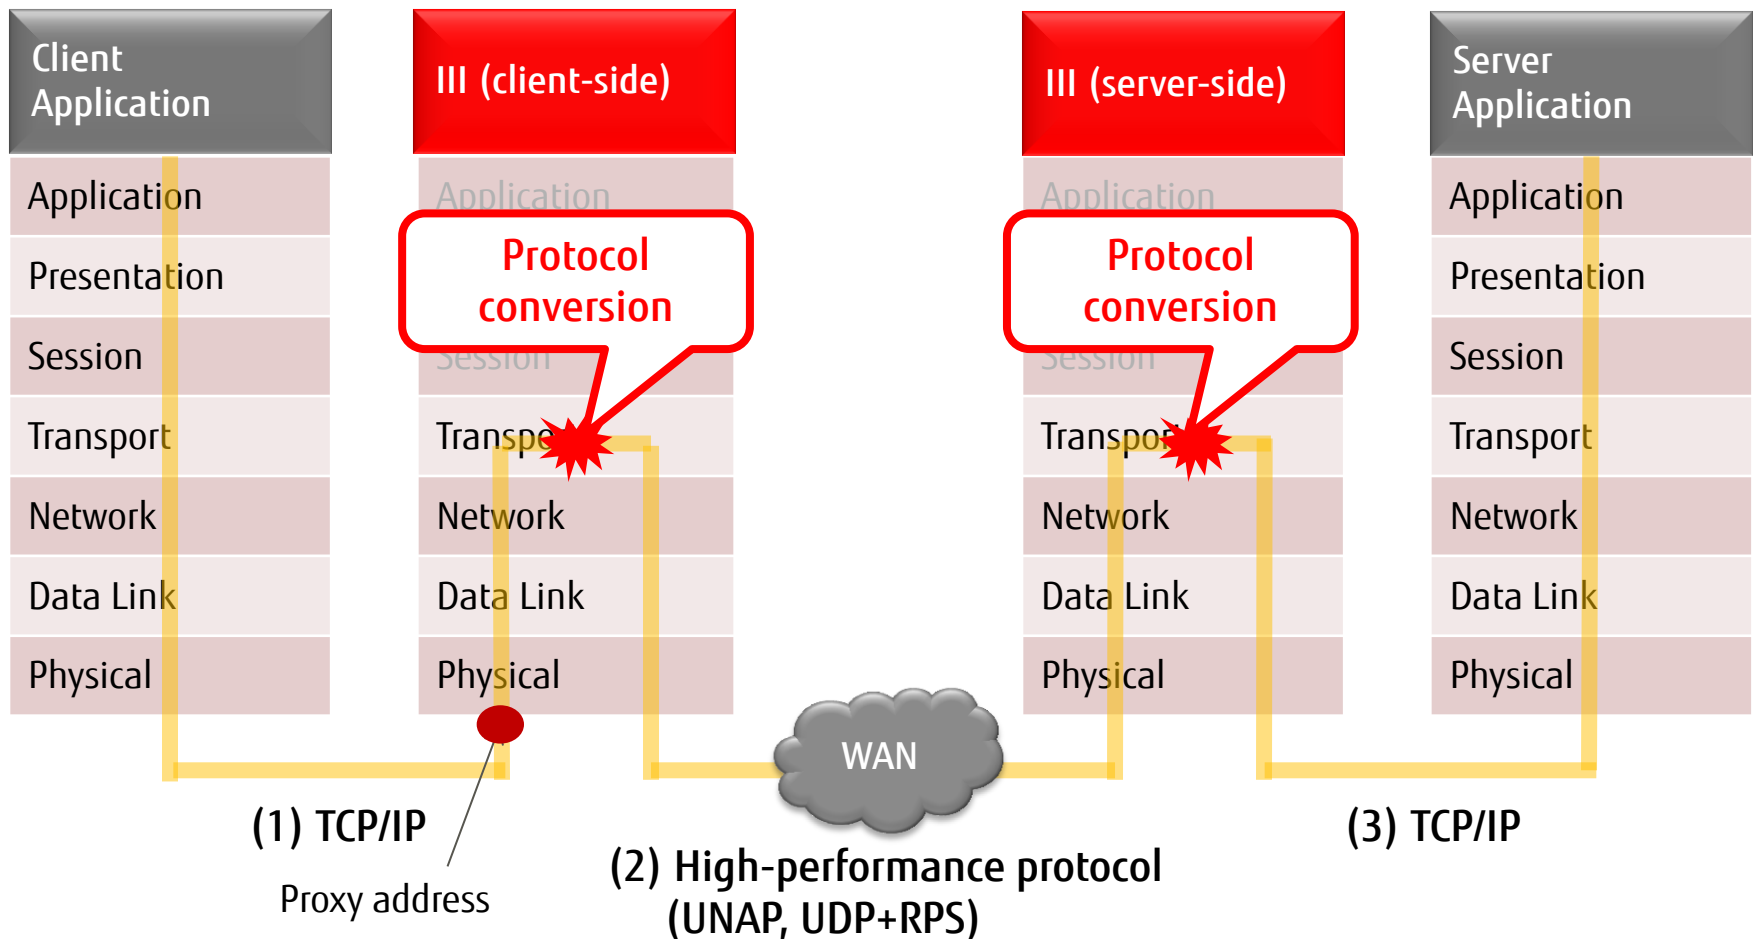 Client
Application
III (client-side)
III (server-side)
Server
Application
Application
Presentation
Session
Transport
Network
Data Link
Physical
Application
Protocol
conversion
Session
Network
Data Link
Physical
Application
Protocol
conversion
Session
Transport
Network
Data Link
Physical
Application
Presentation
Session
Transport
Network
Data Link
Physical
WAN
(1) TCP/IP
(3) TCP/IP
(2) High-performance protocol
(UNAP, UDP+RPS)
Proxy address